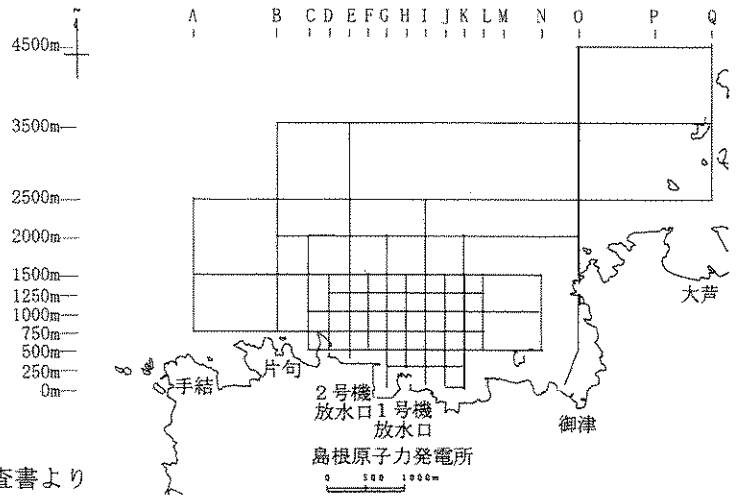 A B C D E F G H I J K L M N O P Q
4500m
3500m
2500m
2000m
1500m
1250m
1000m
750m
500m
250m
0m
大芦
手結
片句
2号機
放水口
1号機
放水口
御津
島根原子力発電所
0 500 1000m
査書より